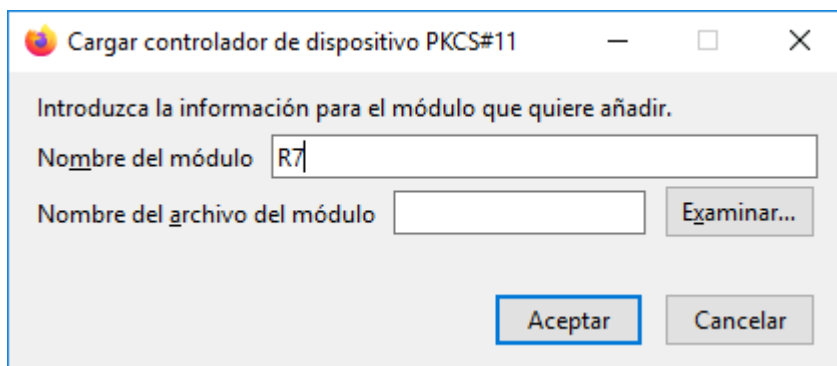 Cargar controlador de dispositivo PKCS#11
Introduzca la información para el módulo que quiere añadir.
Nombre del módulo R7
Nombre del archivo del módulo Examinar...
Aceptar Cancelar